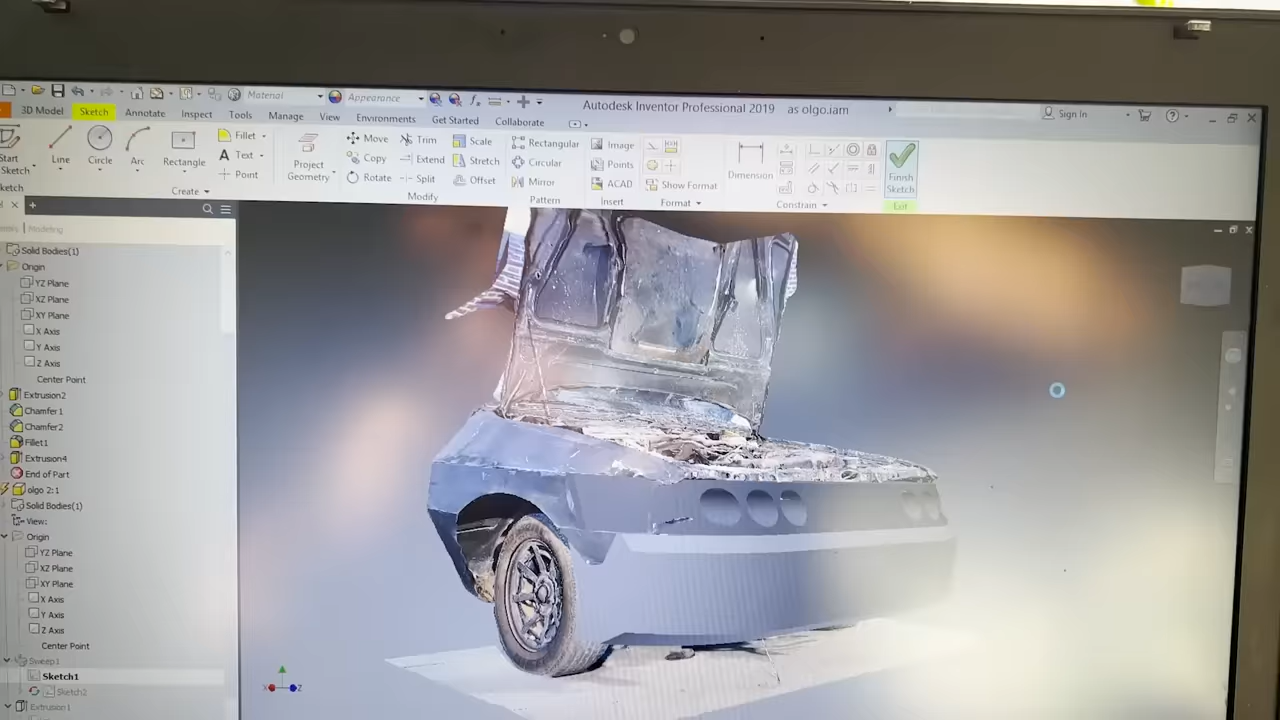 Material
Appearance
Autodesk Inventor Professional 2019 as olgo.iam
Sign In
3D Model Sketch Annotate Inspect Tools Manage View Environments Get Started Collaborate
Start Sketch
Line
Circle
Arc
Rectangle
Fillet
Text
Point
Create
Project Geometry
Move
Copy
Rotate
Trim
Extend
Split
Scale
Stretch
Offset
Modify
Rectangular
Circular
Mirror
Pattern
Image
Points
ACAD
Insert
Show Format
Format
Dimension
Constrain
Finish Sketch
Exit
Modeling
Solid Bodies(1)
Origin
YZ Plane
XZ Plane
XY Plane
X Axis
Y Axis
Z Axis
Center Point
Extrusion2
Chamfer1
Chamfer2
Fillet1
Extrusion4
End of Part
olgo 2:1
Solid Bodies(1)
View:
Origin
YZ Plane
XZ Plane
XY Plane
X Axis
Y Axis
Z Axis
Center Point
Sweep1
Sketch1
Sketch2
Extrusion1
X
Z